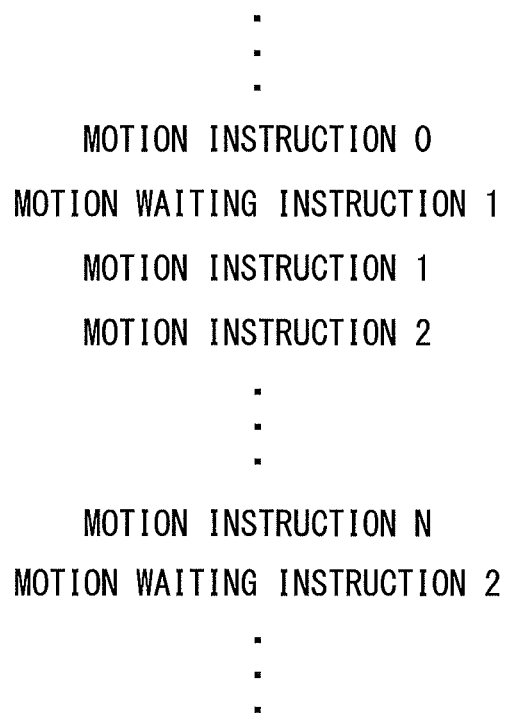 .
.
.
MOTION INSTRUCTION 0
MOTION WAITING INSTRUCTION 1
MOTION INSTRUCTION 1
MOTION INSTRUCTION 2
.
.
.
MOTION INSTRUCTION N
MOTION WAITING INSTRUCTION 2
.
.
.